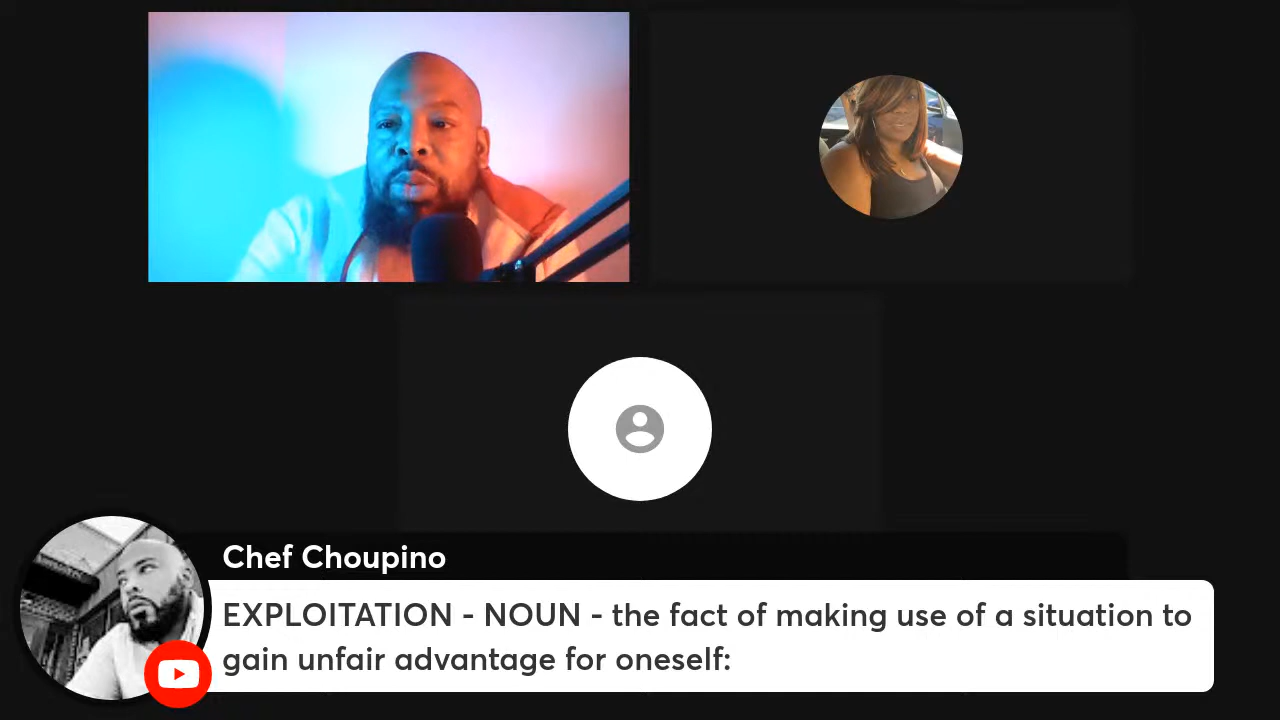 Chef Choupino
EXPLOITATION - NOUN - the fact of making use of a situation to
gain unfair advantage for oneself: